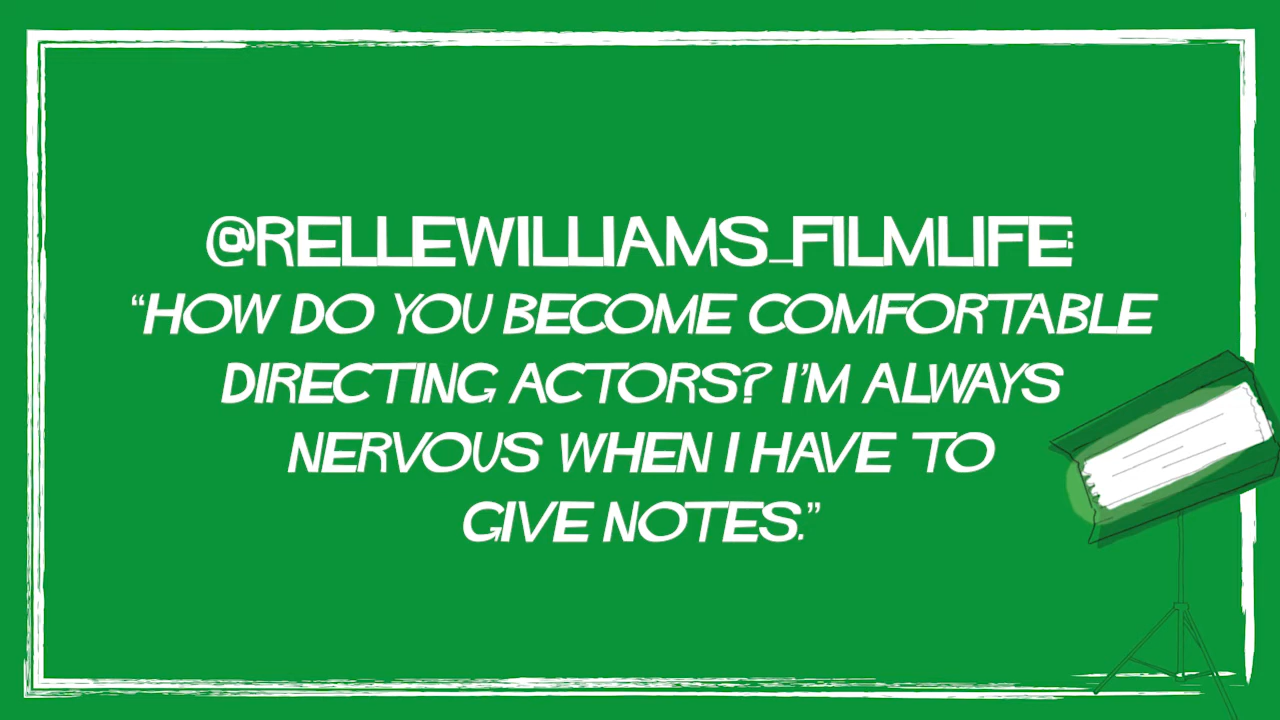 @RELLEWILLIAMS_FILMLIFE:
“HOW DO YOU BECOME COMFORTABLE
DIRECTING ACTORS? I’M ALWAYS
NERVOUS WHEN I HAVE TO
GIVE NOTES.”